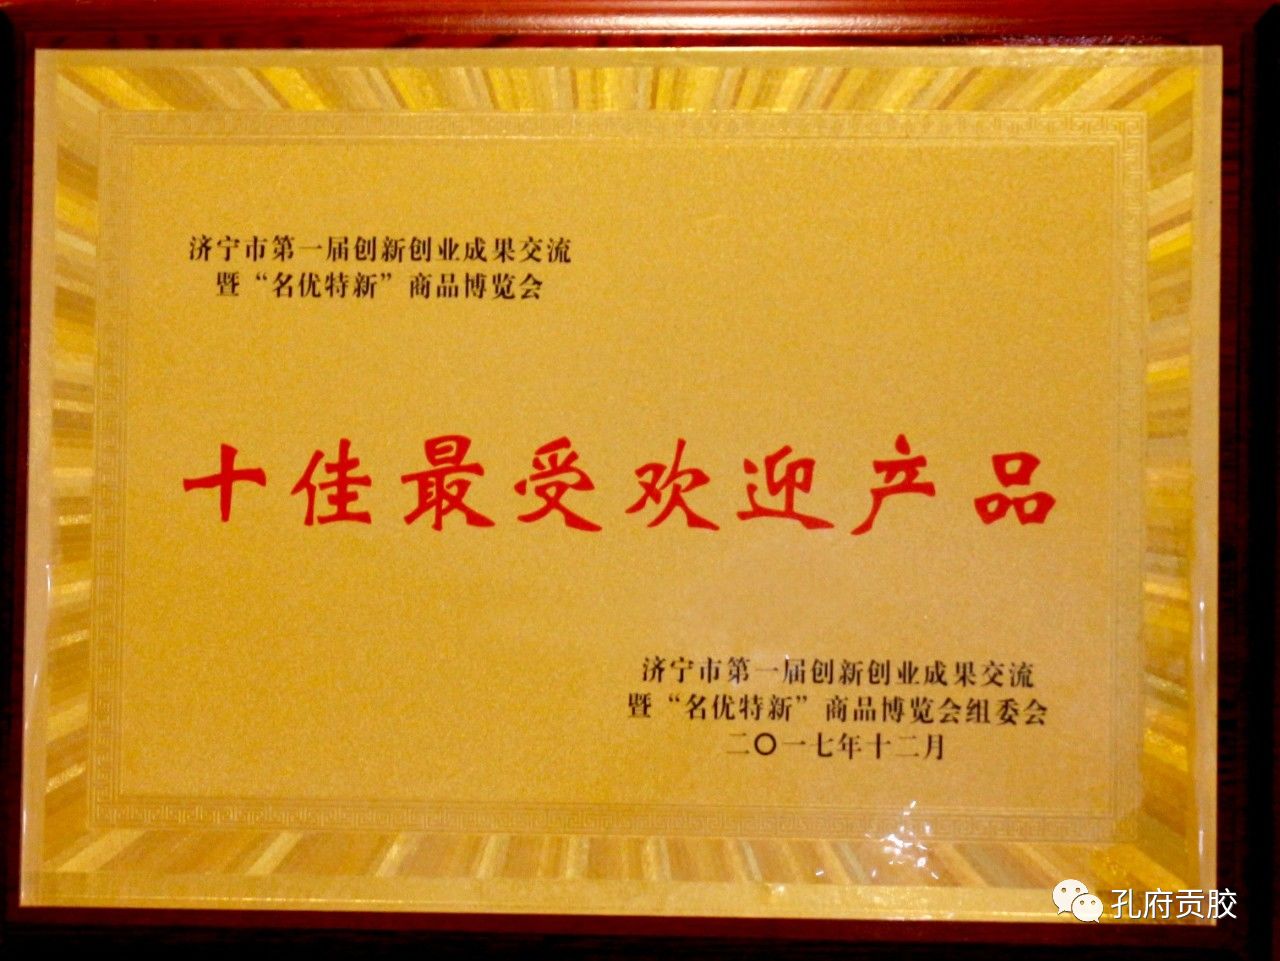 济宁市第一届创新创业成果交流
暨“名优特新”商品博览会
十佳最受欢迎产品
济宁市第一届创新创业成果交流
暨“名优特新”商品博览会组委会
二〇一七年十二月
孔府贡胶